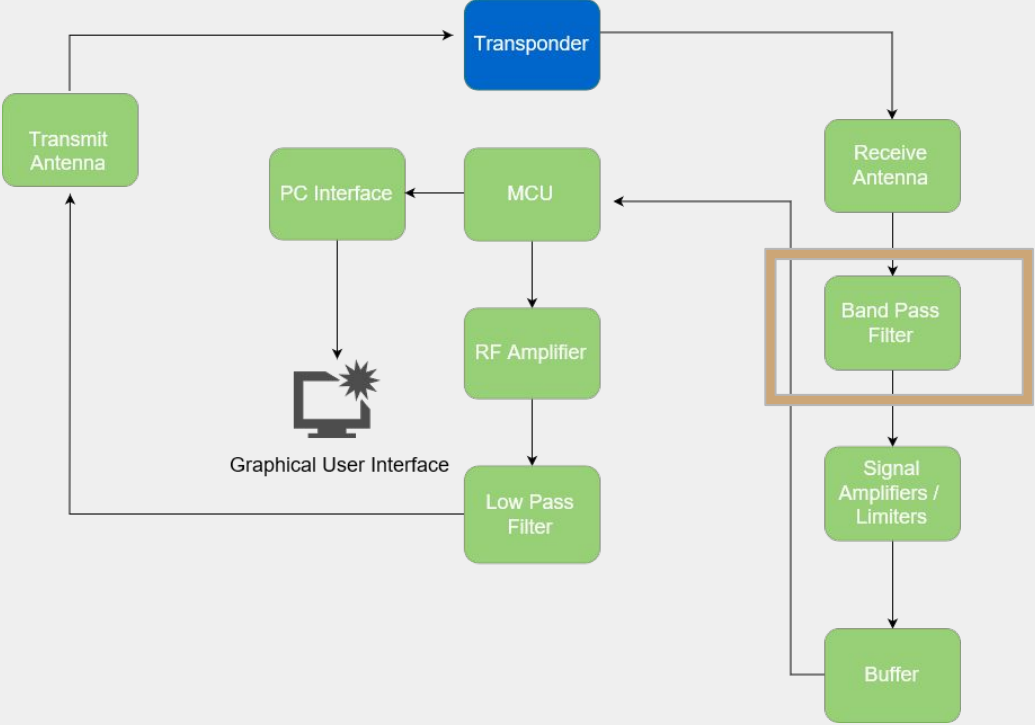 Transponder
Transmit
Antenna
Receive
Antenna
PC Interface
MCU
Band Pass
Filter
RF Amplifier
Graphical User Interface
Signal
Amplifiers /
Limiters
Low Pass
Filter
Buffer